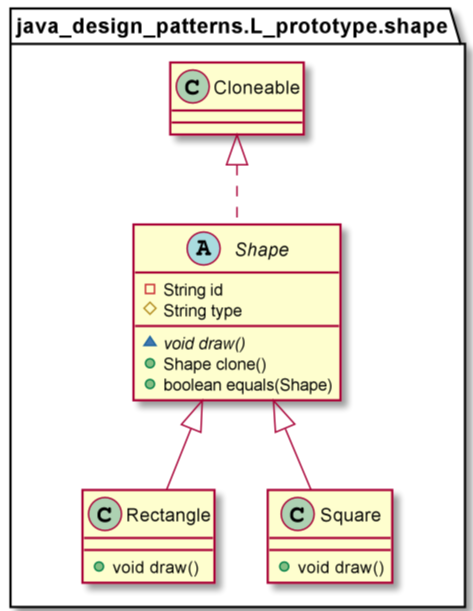 java_design_patterns.L_prototype.shape
C Cloneable
A Shape
String id
String type
void draw()
Shape clone()
boolean equals(Shape)
C Rectangle
void draw()
C Square
void draw()